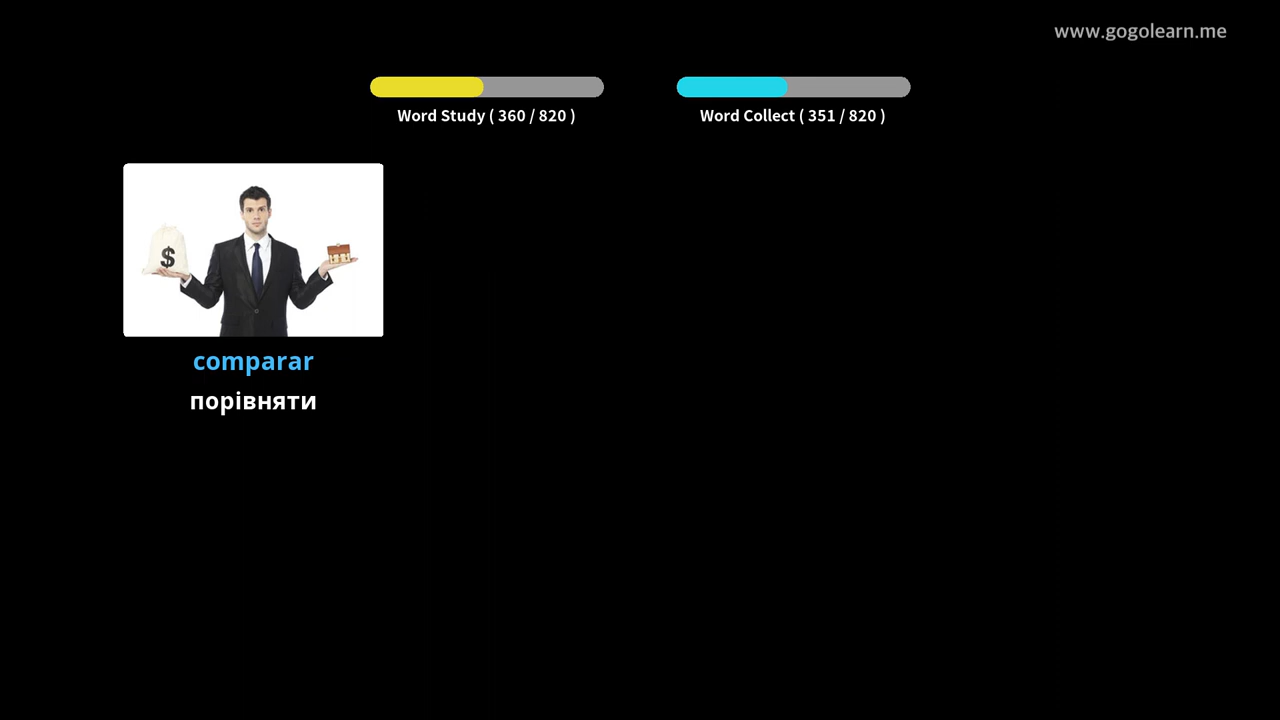 www.gogolearn.me
Word Study ( 360 / 820 )
Word Collect ( 351 / 820 )
$
comparar
порівняти